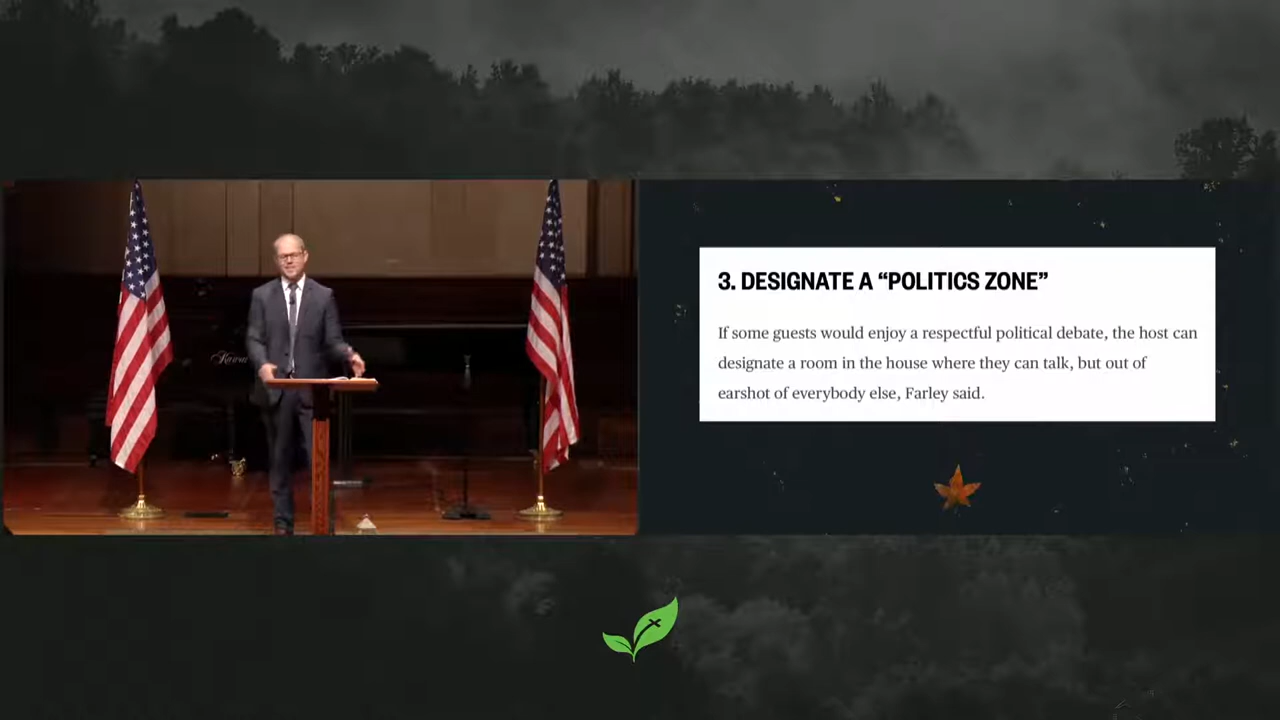 3. DESIGNATE A “POLITICS ZONE”
If some guests would enjoy a respectful political debate, the host can
designate a room in the house where they can talk, but out of
earshot of everybody else, Farley said.